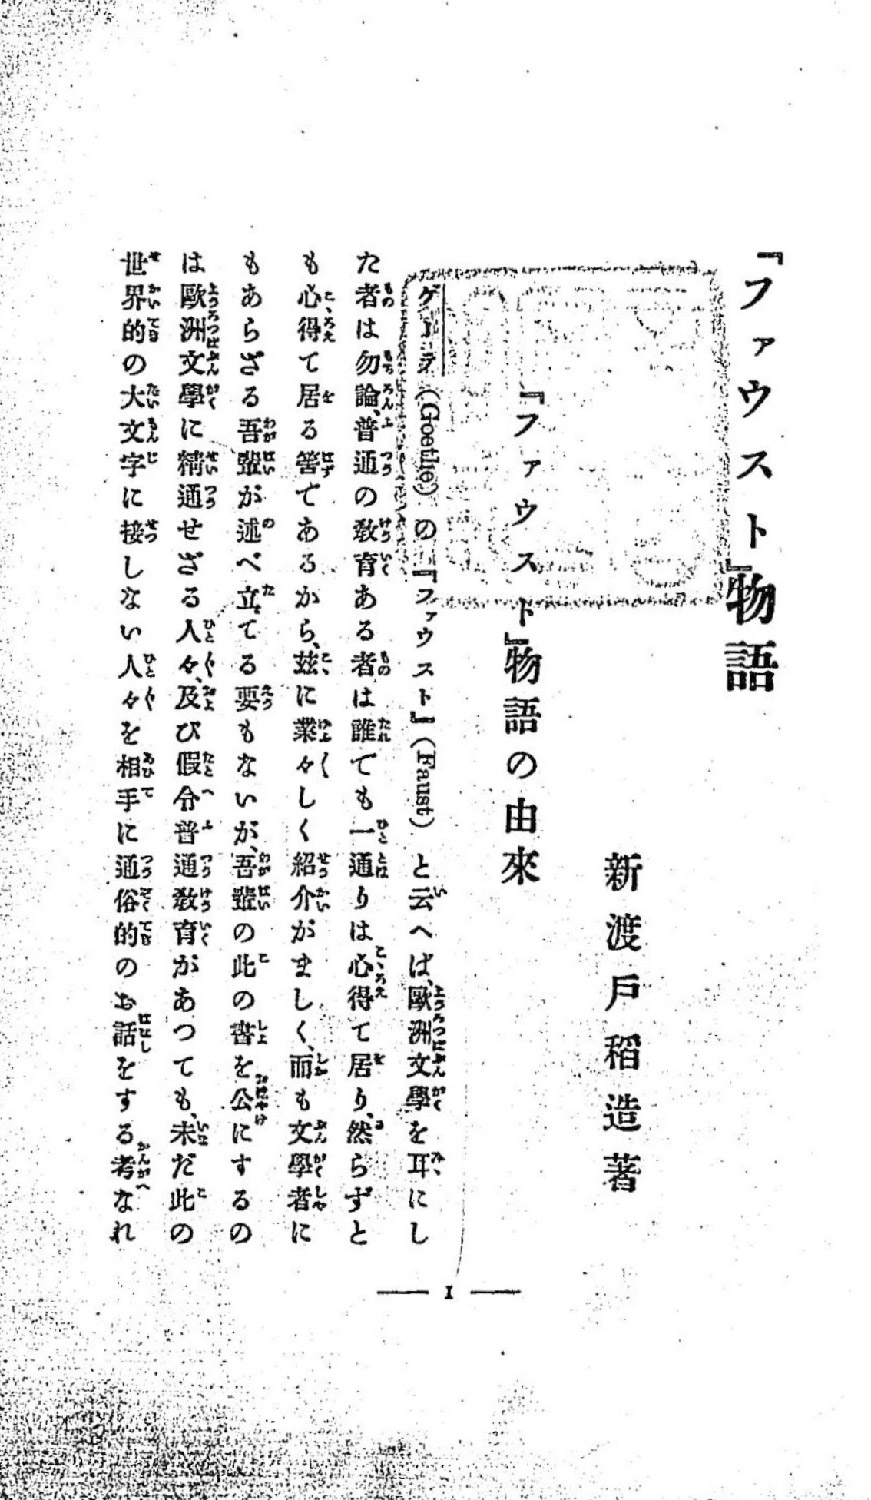 『ファウスト』物語
新渡戸稲造著
『ファウスト』物語の由來
ゲーテ(Goethe)の『ファウスト』(Faust)と云へば、歐洲文學を耳にし
た者は勿論、普通の敎育ある者は誰でも一通りは心得て居り、然らずと
も心得て居る筈であるから、玆に業々しく紹介がましく、而も文學者に
もあらざる吾輩が述べ立てる要もないが、吾輩の此の書を公にするの
は歐洲文學に精通せざる人々、及び假令普通敎育があつても、未だ此の
世界的の大文字に接しない人々を相手に通俗的のお話をする考なれ
1